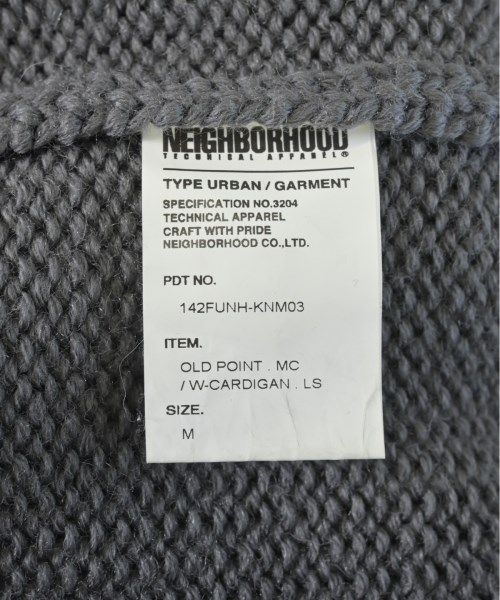 NEIGHBORHOOD
TECHNICAL APPAREL®
TYPE URBAN / GARMENT
SPECIFICATION NO.3204
TECHNICAL APPAREL
CRAFT WITH PRIDE
NEIGHBORHOOD CO.,LTD.
PDT NO.
142FUNH-KNM03
ITEM.
OLD POINT . MC
/ W-CARDIGAN . LS
SIZE.
M